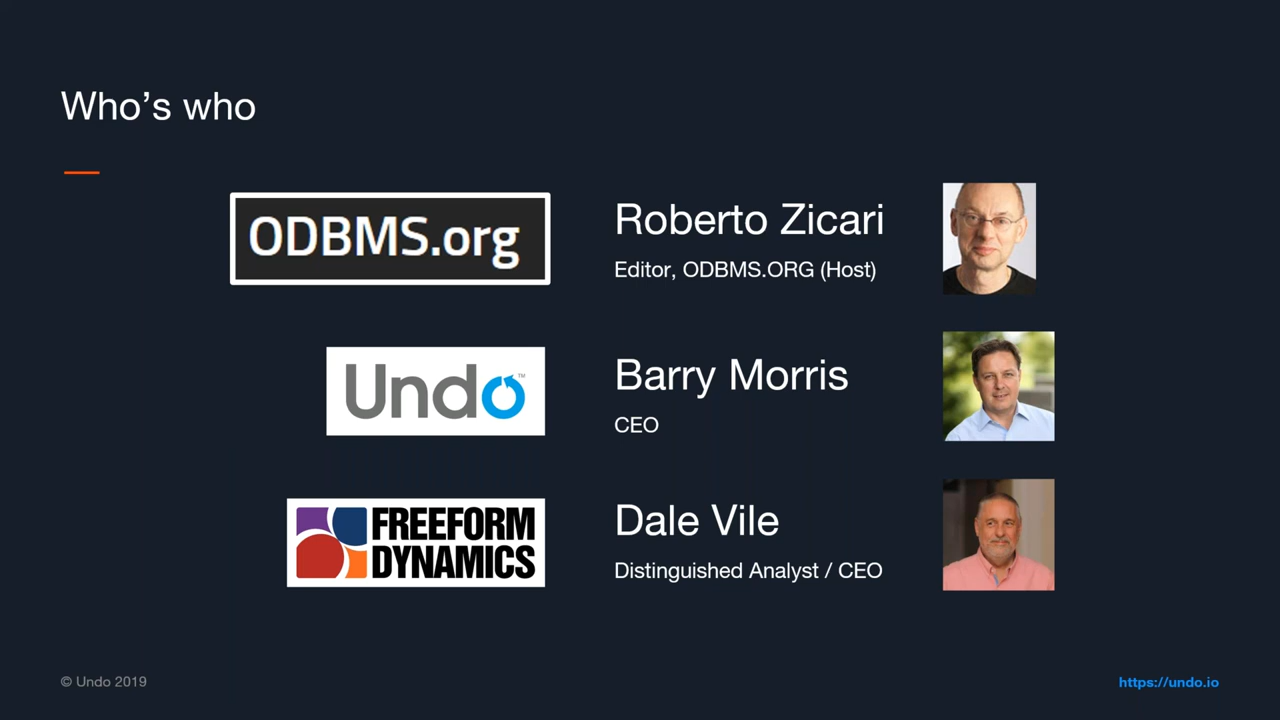 Who’s who
ODBMS.org
Roberto Zicari
Editor, ODBMS.ORG (Host)
Undo™
Barry Morris
CEO
FREEFORM
DYNAMICS
Dale Vile
Distinguished Analyst / CEO
© Undo 2019
https://undo.io